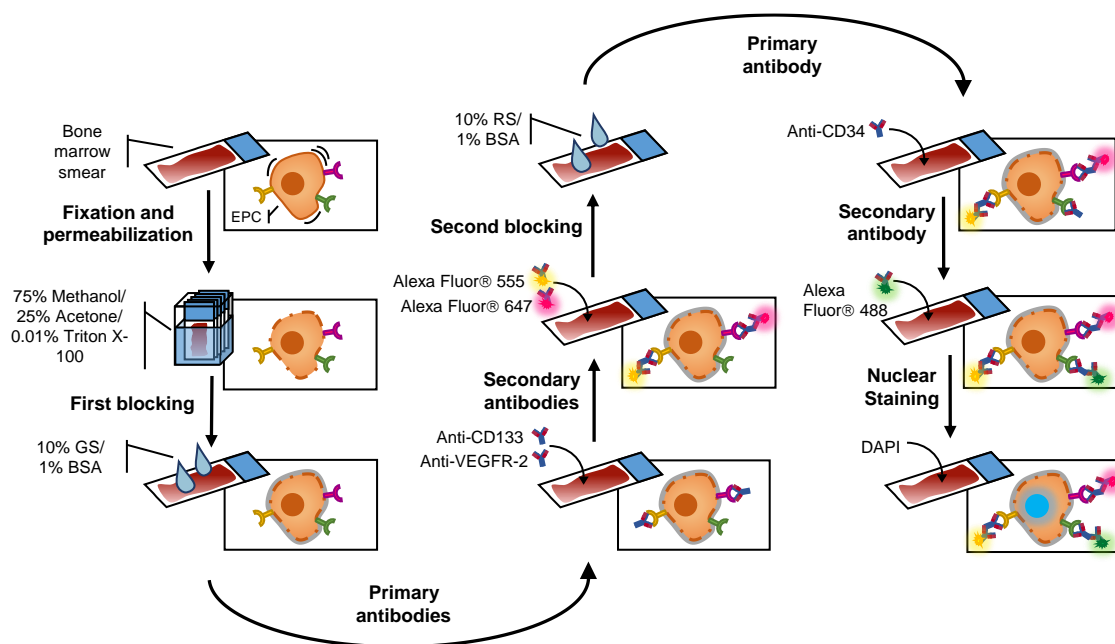 Bone
marrow
smear
EPC
Fixation and
permeabilization
75% Methanol/
25% Acetone/
0.01% Triton X-
100
First blocking
10% GS/
1% BSA
Primary
antibodies
Anti-CD133
Anti-VEGFR-2
Secondary
antibodies
Alexa Fluor® 555
Alexa Fluor® 647
Second blocking
10% RS/
1% BSA
Primary
antibody
Anti-CD34
Secondary
antibody
Alexa
Fluor® 488
Nuclear
Staining
DAPI